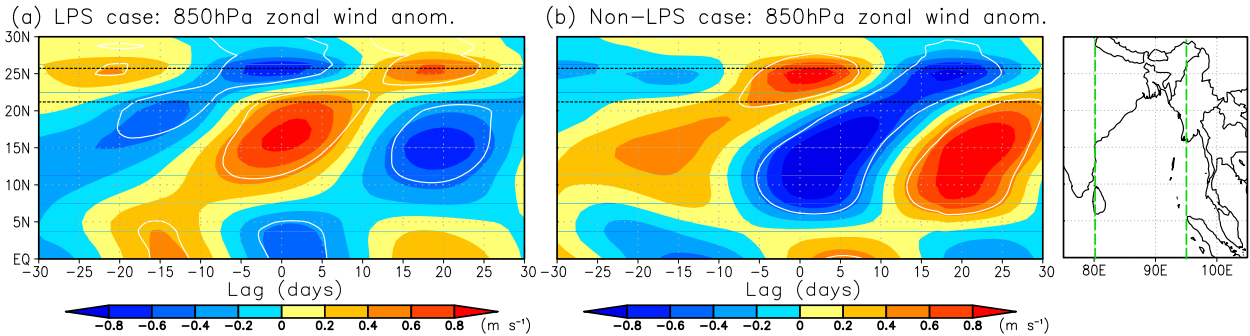 (a) LPS case: 850hPa zonal wind anom.
(b) Non−LPS case: 850hPa zonal wind anom.
30N
25N
20N
15N
10N
5N
EQ
−30 −25 −20 −15 −10 −5 0 5 10 15 20 25 30
Lag (days)
−0.8 −0.6 −0.4 −0.2 0 0.2 0.4 0.6 0.8 (m s⁻¹)
−30 −25 −20 −15 −10 −5 0 5 10 15 20 25 30
Lag (days)
−0.8 −0.6 −0.4 −0.2 0 0.2 0.4 0.6 0.8 (m s⁻¹)
80E 90E 100E